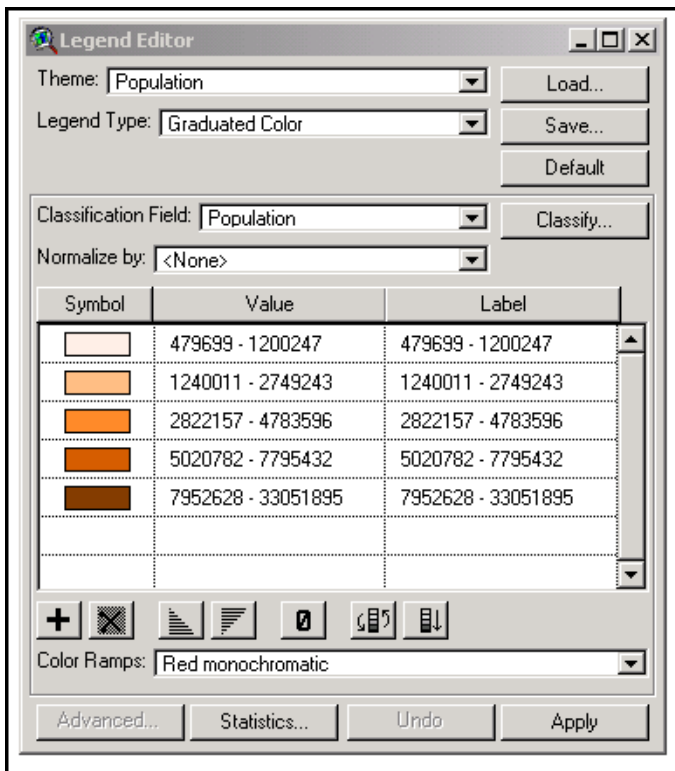 Legend Editor
Theme: Population
Load...
Legend Type: Graduated Color
Save...
Default
Classification Field: Population
Classify...
Normalize by: <None>
Symbol Value Label
479699 - 1200247 479699 - 1200247
1240011 - 2749243 1240011 - 2749243
2822157 - 4783596 2822157 - 4783596
5020782 - 7795432 5020782 - 7795432
7952628 - 33051895 7952628 - 33051895
0
Color Ramps: Red monochromatic
Advanced... Statistics... Undo Apply